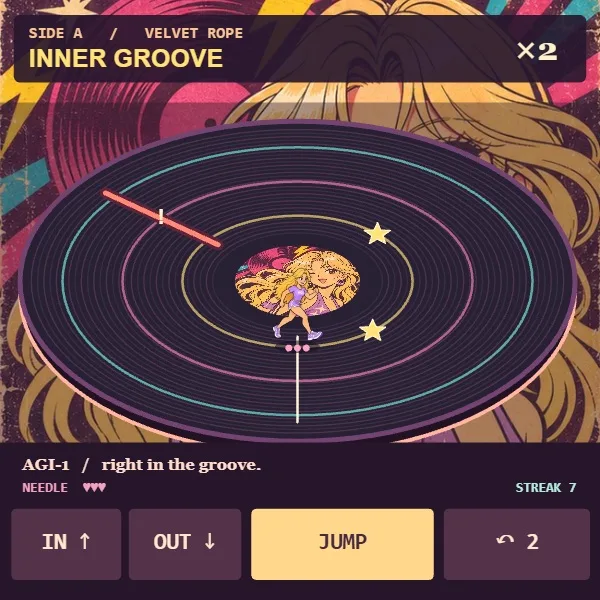 SIDE A / VELVET ROPE
INNER GROOVE
×2
!
AGI-1 / right in the groove.
NEEDLE ♥♥♥
STREAK 7
IN ↑
OUT ↓
JUMP
↶ 2